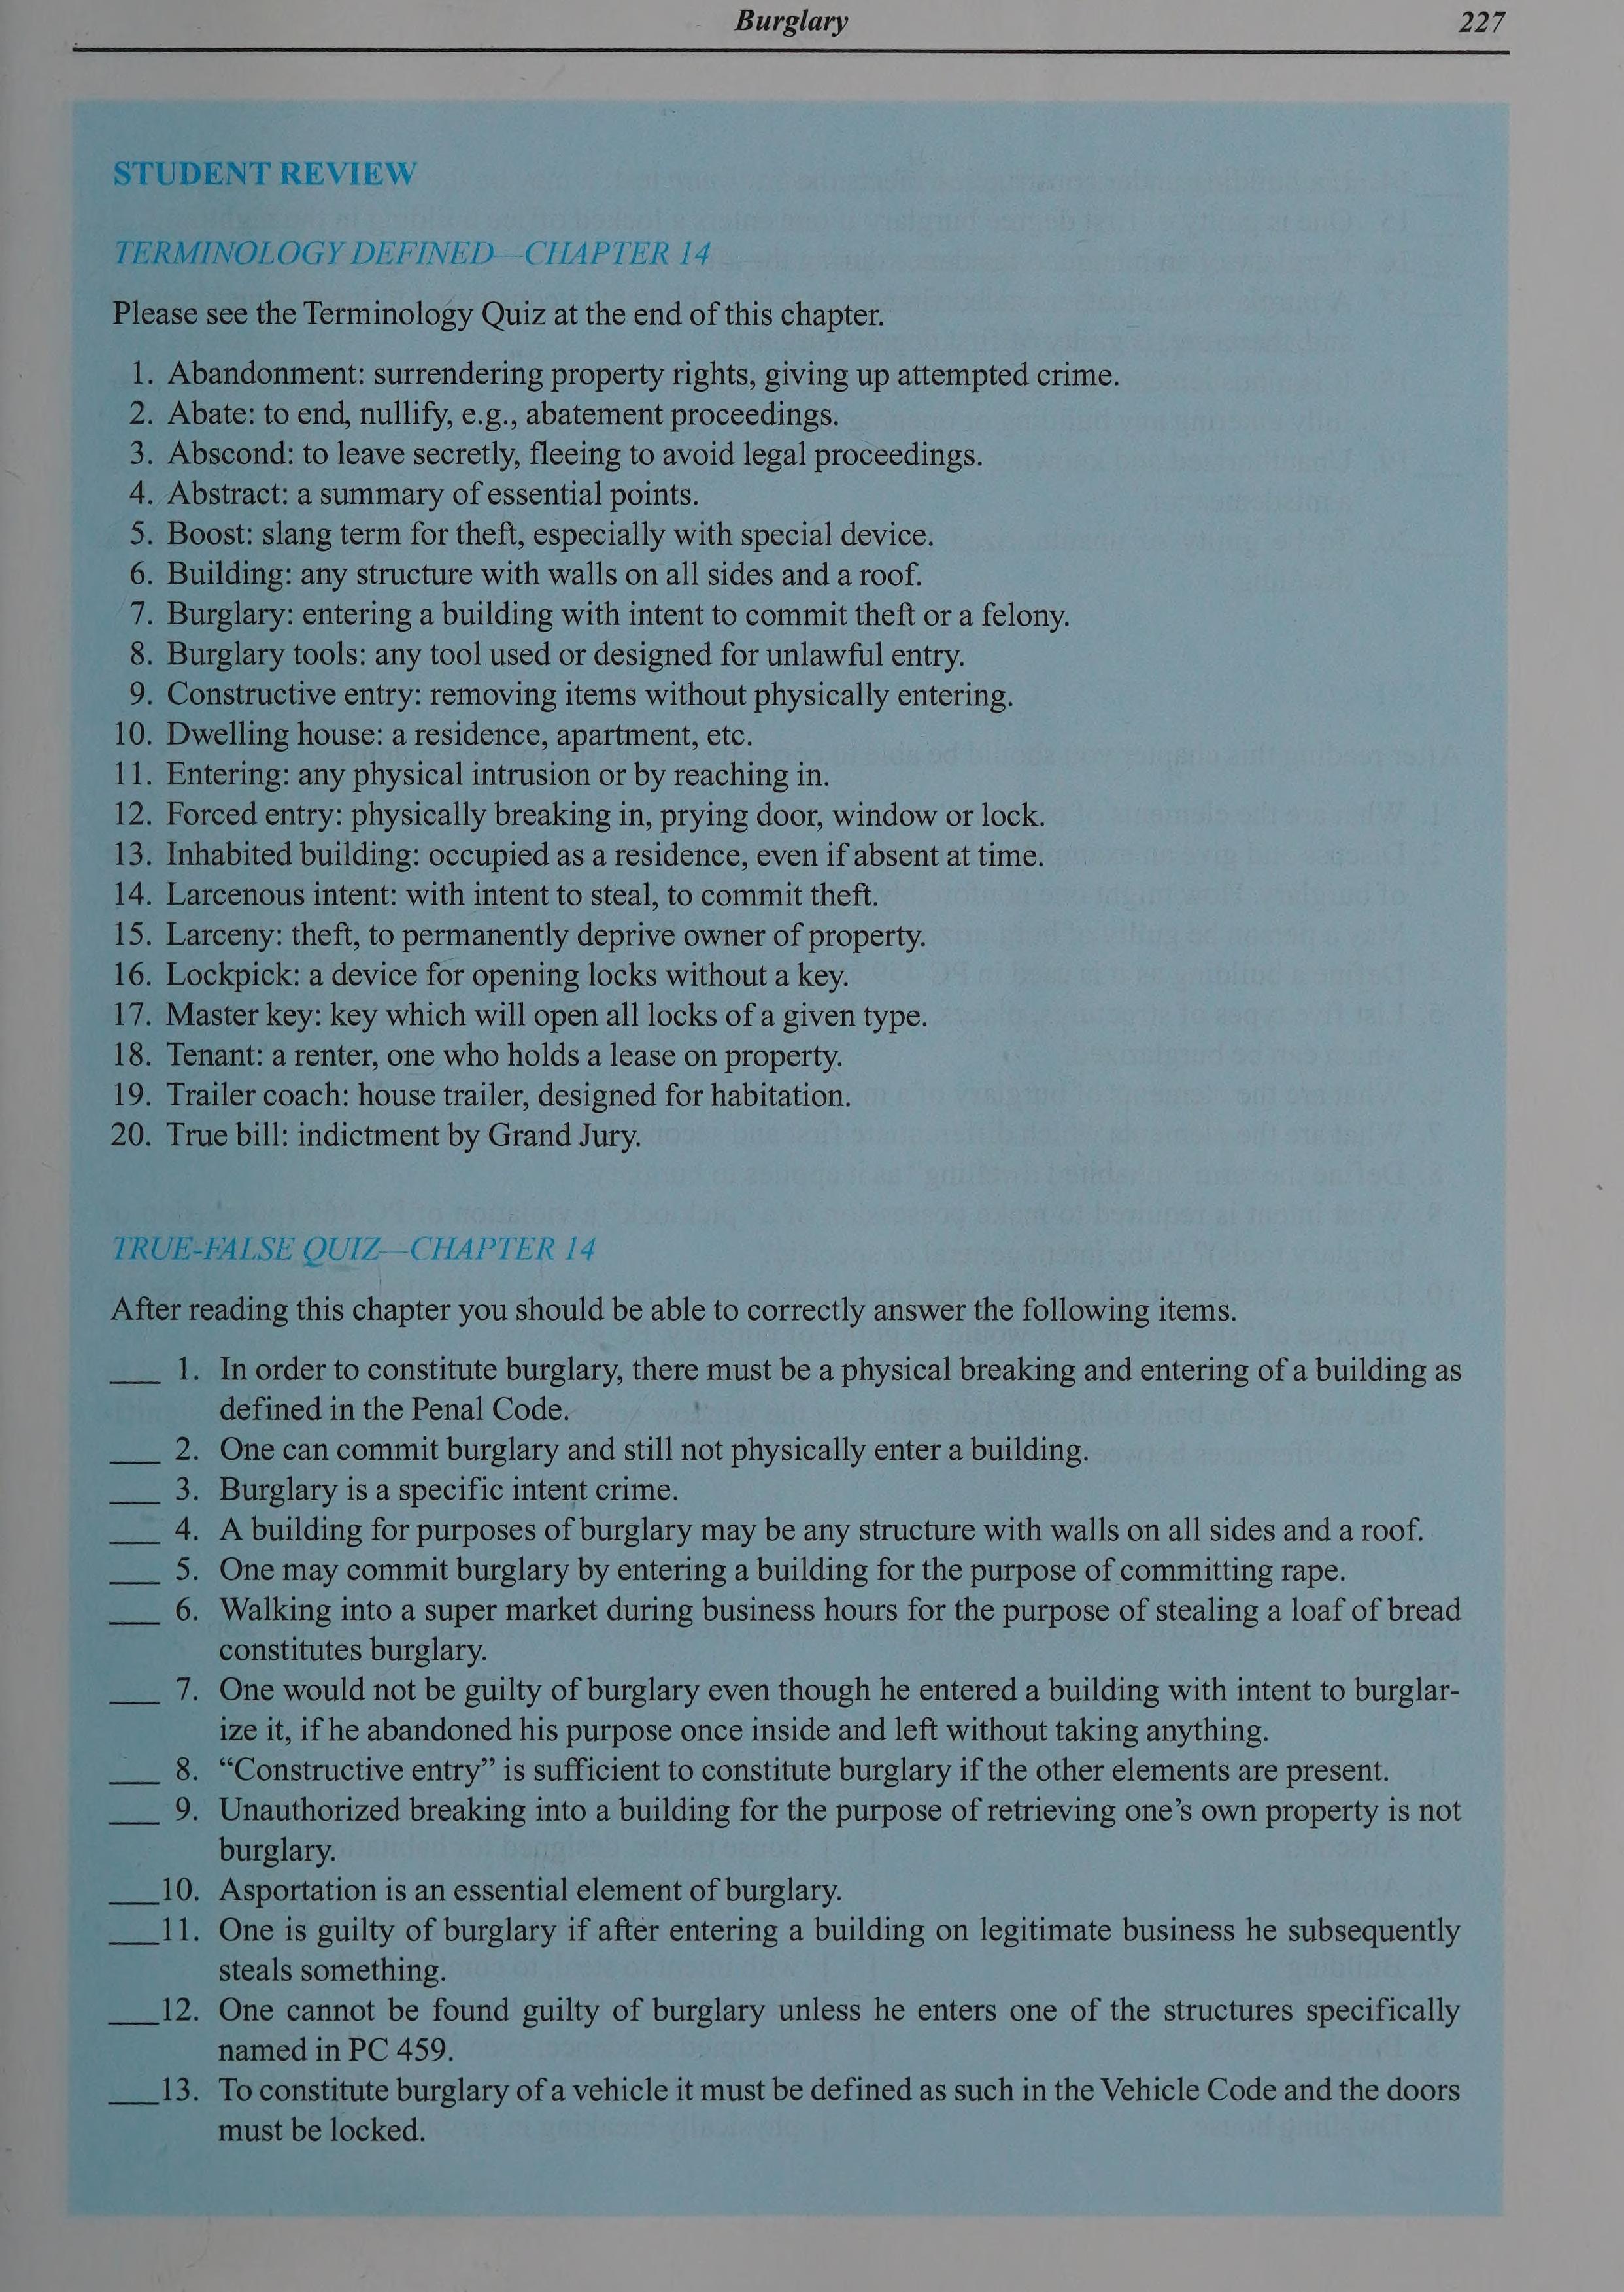 Burglary 227
STUDENT REVIEW
TERMINOLOGY DEFINED—CHAPTER 14
Please see the Terminology Quiz at the end of this chapter.
1. Abandonment: surrendering property rights, giving up attempted crime.
2. Abate: to end, nullify, e.g., abatement proceedings.
3. Abscond: to leave secretly, fleeing to avoid legal proceedings.
4. Abstract: a summary of essential points.
5. Boost: slang term for theft, especially with special device.
6. Building: any structure with walls on all sides and a roof.
7. Burglary: entering a building with intent to commit theft or a felony.
8. Burglary tools: any tool used or designed for unlawful entry.
9. Constructive entry: removing items without physically entering.
10. Dwelling house: a residence, apartment, etc.
11. Entering: any physical intrusion or by reaching in.
12. Forced entry: physically breaking in, prying door, window or lock.
13. Inhabited building: occupied as a residence, even if absent at time.
14. Larcenous intent: with intent to steal, to commit theft.
15. Larceny: theft, to permanently deprive owner of property.
16. Lockpick: a device for opening locks without a key.
17. Master key: key which will open all locks of a given type.
18. Tenant: a renter, one who holds a lease on property.
19. Trailer coach: house trailer, designed for habitation.
20. True bill: indictment by Grand Jury.
TRUE-FALSE QUIZ—CHAPTER 14
After reading this chapter you should be able to correctly answer the following items.
___ 1. In order to constitute burglary, there must be a physical breaking and entering of a building as
defined in the Penal Code.
___ 2. One can commit burglary and still not physically enter a building.
___ 3. Burglary is a specific intent crime.
___ 4. A building for purposes of burglary may be any structure with walls on all sides and a roof.
___ 5. One may commit burglary by entering a building for the purpose of committing rape.
___ 6. Walking into a super market during business hours for the purpose of stealing a loaf of bread
constitutes burglary.
___ 7. One would not be guilty of burglary even though he entered a building with intent to burglar-
ize it, if he abandoned his purpose once inside and left without taking anything.
___ 8. “Constructive entry” is sufficient to constitute burglary if the other elements are present.
___ 9. Unauthorized breaking into a building for the purpose of retrieving one’s own property is not
burglary.
___10. Asportation is an essential element of burglary.
___11. One is guilty of burglary if after entering a building on legitimate business he subsequently
steals something.
___12. One cannot be found guilty of burglary unless he enters one of the structures specifically
named in PC 459.
___13. To constitute burglary of a vehicle it must be defined as such in the Vehicle Code and the doors
must be locked.